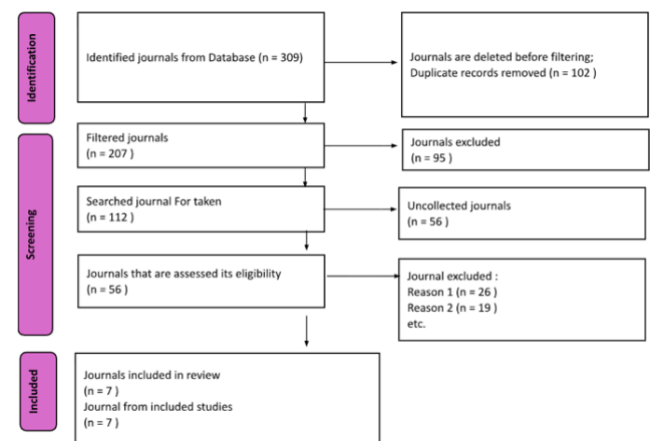 Identification
Identified journals from Database (n = 309)
Journals are deleted before filtering;
Duplicate records removed (n = 102 )
Screening
Filtered journals
(n = 207 )
Journals excluded
(n = 95 )
Searched journal For taken
(n = 112 )
Uncollected journals
(n = 56 )
Journals that are assessed its eligibility
(n = 56 )
Journal excluded :
Reason 1 (n = 26 )
Reason 2 (n = 19 )
etc.
Included
Journals included in review
(n = 7 )
Journal from included studies
(n = 7 )